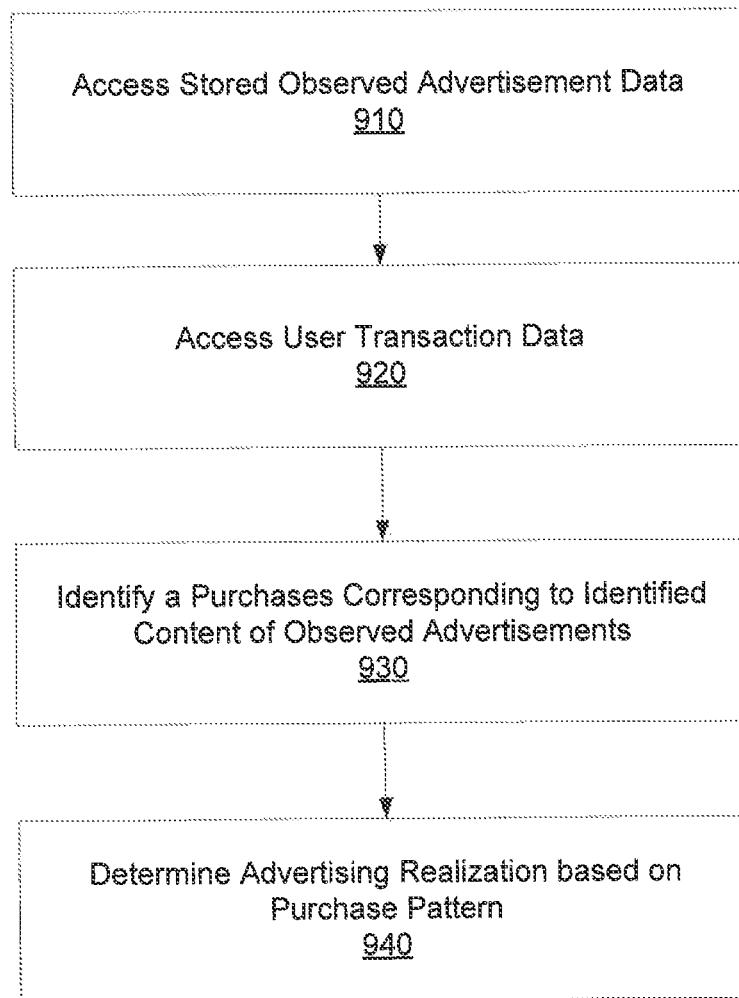 Access Stored Observed Advertisement Data
910
Access User Transaction Data
920
Identify a Purchases Corresponding to Identified
Content of Observed Advertisements
930
Determine Advertising Realization based on
Purchase Pattern
940